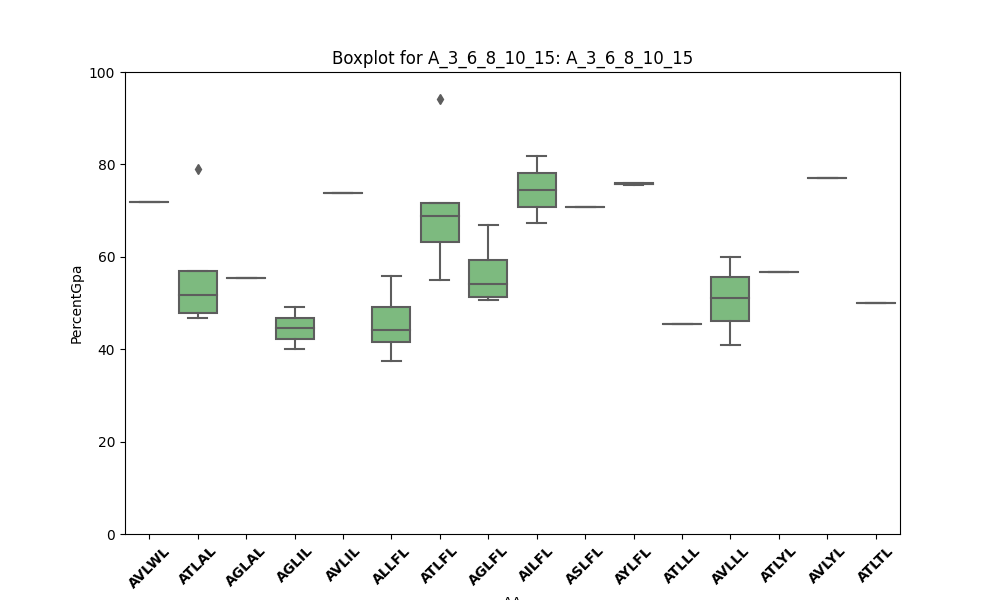 Boxplot for A_3_6_8_10_15: A_3_6_8_10_15
100
80
60
40
20
0
PercentGpa
AVLWL
ATLAL
AGLAL
AGLIL
AVLIL
ALLFL
ATLFL
AGLFL
AILFL
ASLFL
AYLFL
ATLLL
AVLLL
ATLYL
AVLYL
ATLTL